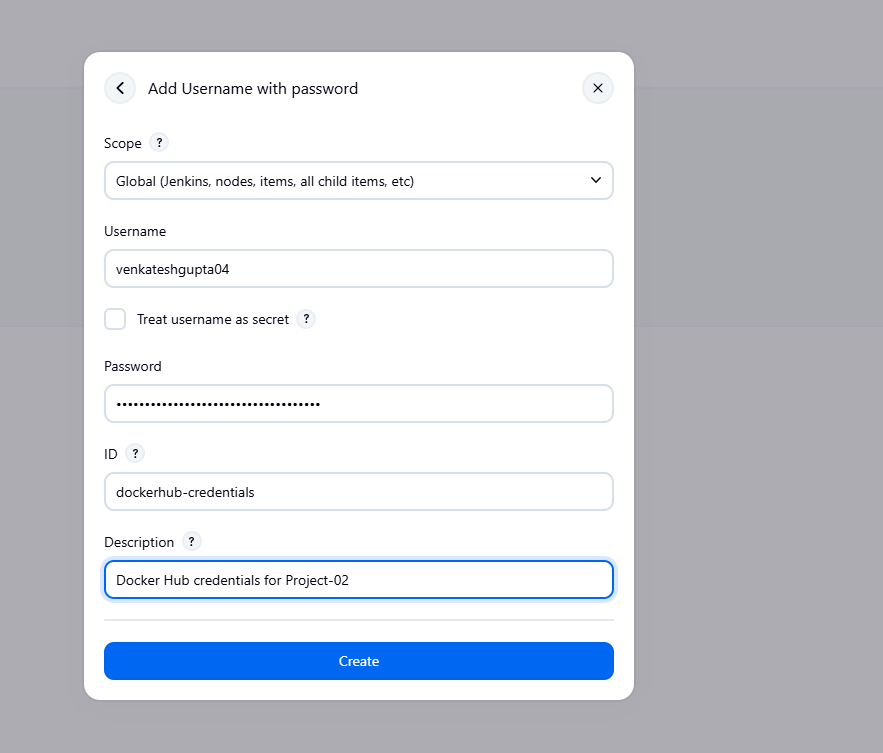 Add Username with password
Scope ?
Global (Jenkins, nodes, items, all child items, etc)
Username
venkateshgupta04
Treat username as secret ?
Password
••••••••••••••••••••••••••••••••••••
ID ?
dockerhub-credentials
Description ?
Docker Hub credentials for Project-02
Create